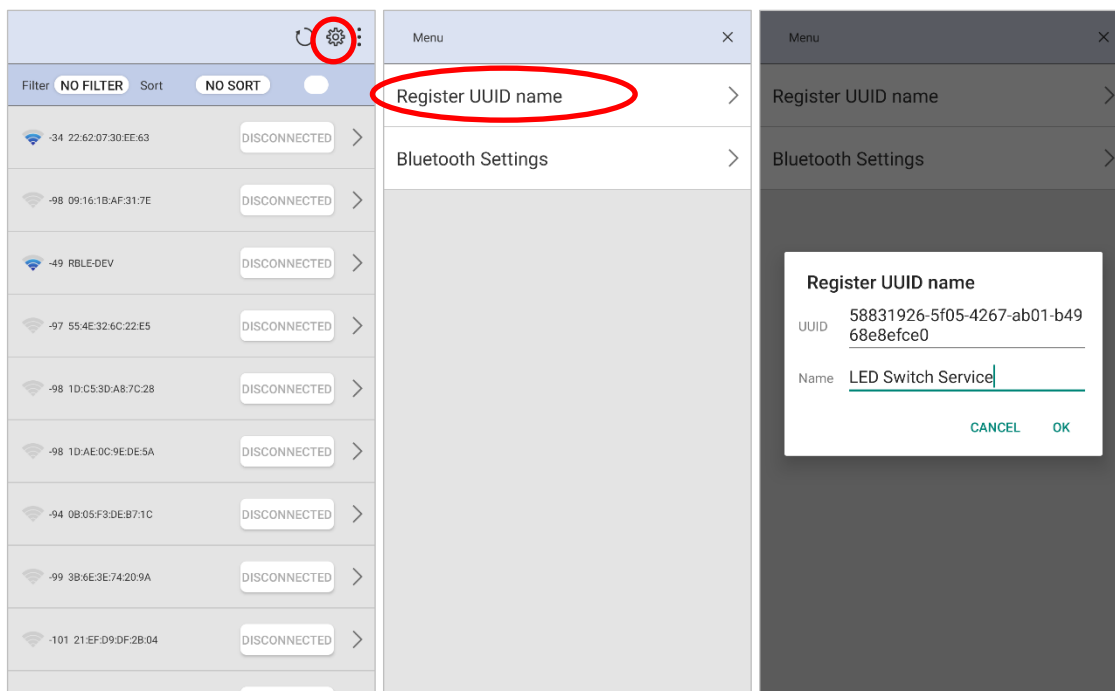 Filter NO FILTER Sort NO SORT
-34 22:62:07:30:EE:63 DISCONNECTED
-98 09:16:1B:AF:31:7E DISCONNECTED
-49 RBLE-DEV DISCONNECTED
-97 55:4E:32:6C:22:E5 DISCONNECTED
-98 1D:C5:3D:A8:7C:28 DISCONNECTED
-98 1D:AE:0C:9E:DE:5A DISCONNECTED
-94 0B:05:F3:DE:B7:1C DISCONNECTED
-99 3B:6E:3E:74:20:9A DISCONNECTED
-101 21:EF:D9:DF:2B:04 DISCONNECTED
Menu
Register UUID name
Bluetooth Settings
Menu
Register UUID name
Bluetooth Settings
Register UUID name
UUID 58831926-5f05-4267-ab01-b49
68e8efce0
Name LED Switch Service
CANCEL OK